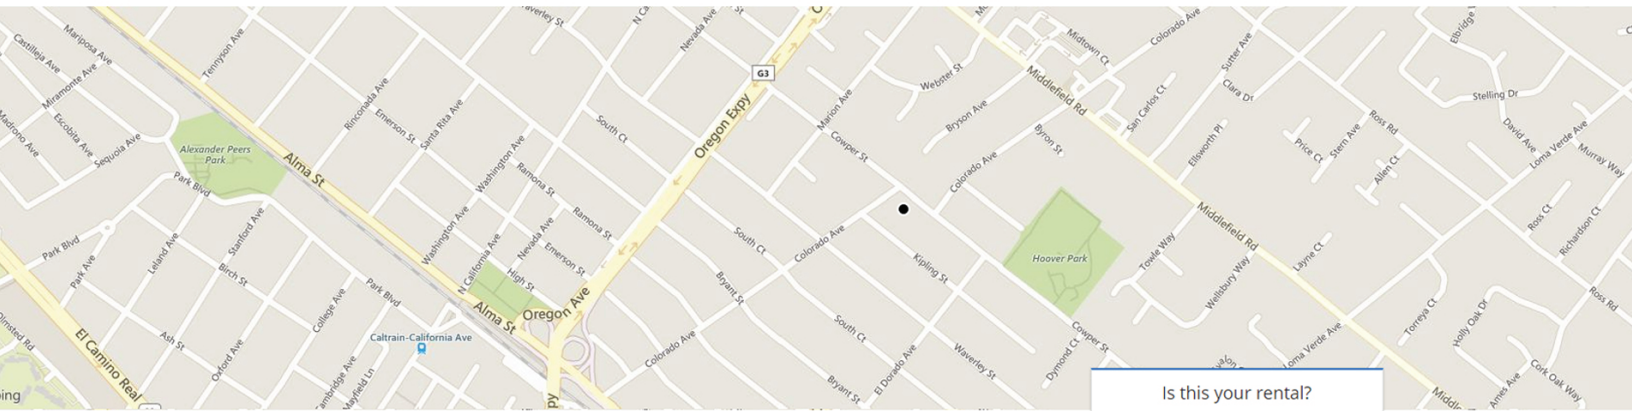 Waverley St
Nevada Ave
Colorado Ave
Midtown Ct
Sutter Ave
Mariposa Ave
Castilleja Ave
Tennyson Ave
G3
Webster St
Middlefield Rd
Stelling Dr
Clara Dr
Miramonte Ave
Madrono Ave
Escobita Ave
Sequoia Ave
Rinconada Ave
Emerson St
Santa Rita Ave
South Ct
Oregon Expy
Marion Ave
Bryson Ave
San Carlos Ct
Ross Rd
David Ave
Loma Verde Ave
Murray Way
Alexander Peers
Park
Alma St
Cowper St
Byron St
Ellsworth Pl
Price Ct
Stern Ave
Allen Ct
Park Blvd
Washington Ave
Ramona St
Colorado Ave
Stanford Ave
Washington Ave
Ramona St
Nevada Ave
N California Ave
Emerson St
South Ct
Colorado Ave
Middlefield Rd
Ross Ct
Richardson Ct
Park Blvd
Leland Ave
Park Ave
Birch St
High St
Kipling St
Hoover Park
Towle Way
Wellsbury Way
Layne Ct
Park Blvd
College Ave
Bryant St
Alma St
Oregon Ave
Ross Rd
Torreya Ct
Holly Oak Dr
Olmsted Rd
El Camino Real
Ash St
Oxford Ave
Caltrain-California Ave
South Ct
Colorado Ave
Waverley St
El Dorado Ave
Cowper St
Dymond Ct
Loma Verde Ave
Cambridge Ave
Mayfield Ln
Bryant St
Ames Ave
Cork Oak Way
Is this your rental?